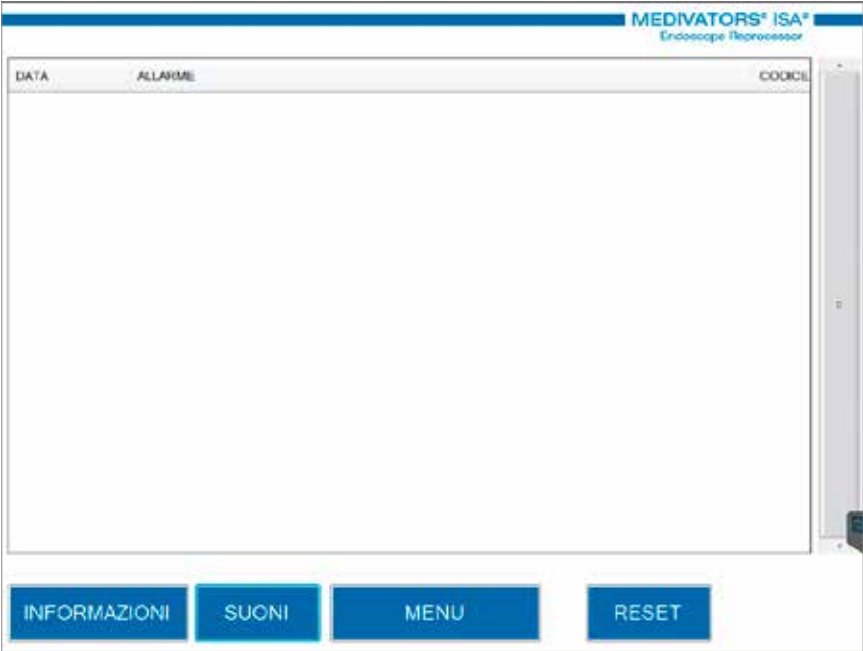 MEDIVATORS® ISA®
Endoscope Reprocessor
DATA ALLARME CODICE
INFORMAZIONI SUONI MENU RESET